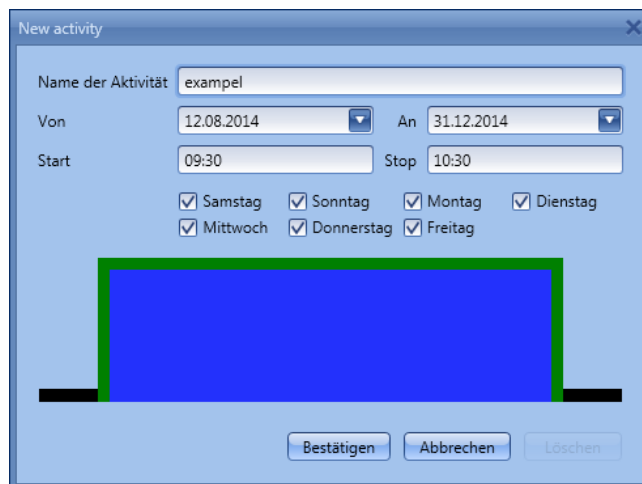 New activity
Name der Aktivität exampel
Von 12.08.2014 An 31.12.2014
Start 09:30 Stop 10:30
Samstag Sonntag Montag Dienstag
Mittwoch Donnerstag Freitag
Bestätigen Abbrechen Löschen